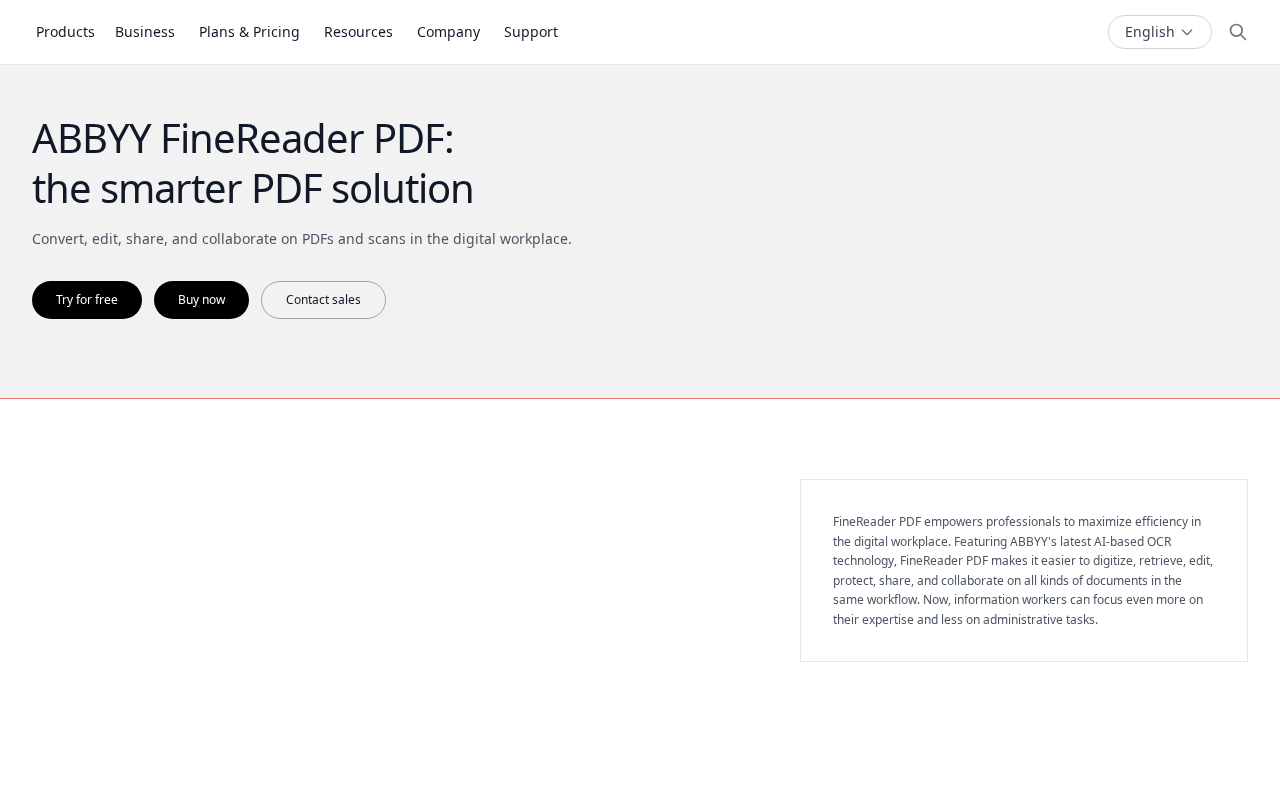 Products Business Plans & Pricing Resources Company Support English
ABBYY FineReader PDF:
the smarter PDF solution
Convert, edit, share, and collaborate on PDFs and scans in the digital workplace.
Try for free Buy now Contact sales
FineReader PDF empowers professionals to maximize efficiency in
the digital workplace. Featuring ABBYY's latest AI-based OCR
technology, FineReader PDF makes it easier to digitize, retrieve, edit,
protect, share, and collaborate on all kinds of documents in the
same workflow. Now, information workers can focus even more on
their expertise and less on administrative tasks.